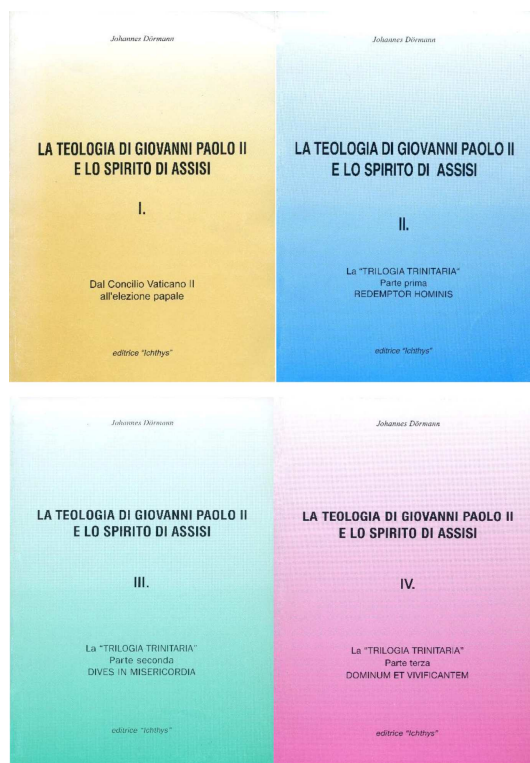 Johannes Dörmann
LA TEOLOGIA DI GIOVANNI PAOLO II
E LO SPIRITO DI ASSISI
I.
Dal Concilio Vaticano II
all'elezione papale
editrice "Ichthys"
Johannes Dörmann
LA TEOLOGIA DI GIOVANNI PAOLO II
E LO SPIRITO DI ASSISI
II.
La "TRILOGIA TRINITARIA"
Parte prima
REDEMPTOR HOMINIS
editrice "Ichthys"
Johannes Dörmann
LA TEOLOGIA DI GIOVANNI PAOLO II
E LO SPIRITO DI ASSISI
III.
La "TRILOGIA TRINITARIA"
Parte seconda
DIVES IN MISERICORDIA
editrice "Ichthys"
Johannes Dörmann
LA TEOLOGIA DI GIOVANNI PAOLO II
E LO SPIRITO DI ASSISI
IV.
La "TRILOGIA TRINITARIA"
Parte terza
DOMINUM ET VIVIFICANTEM
editrice "Ichthys"